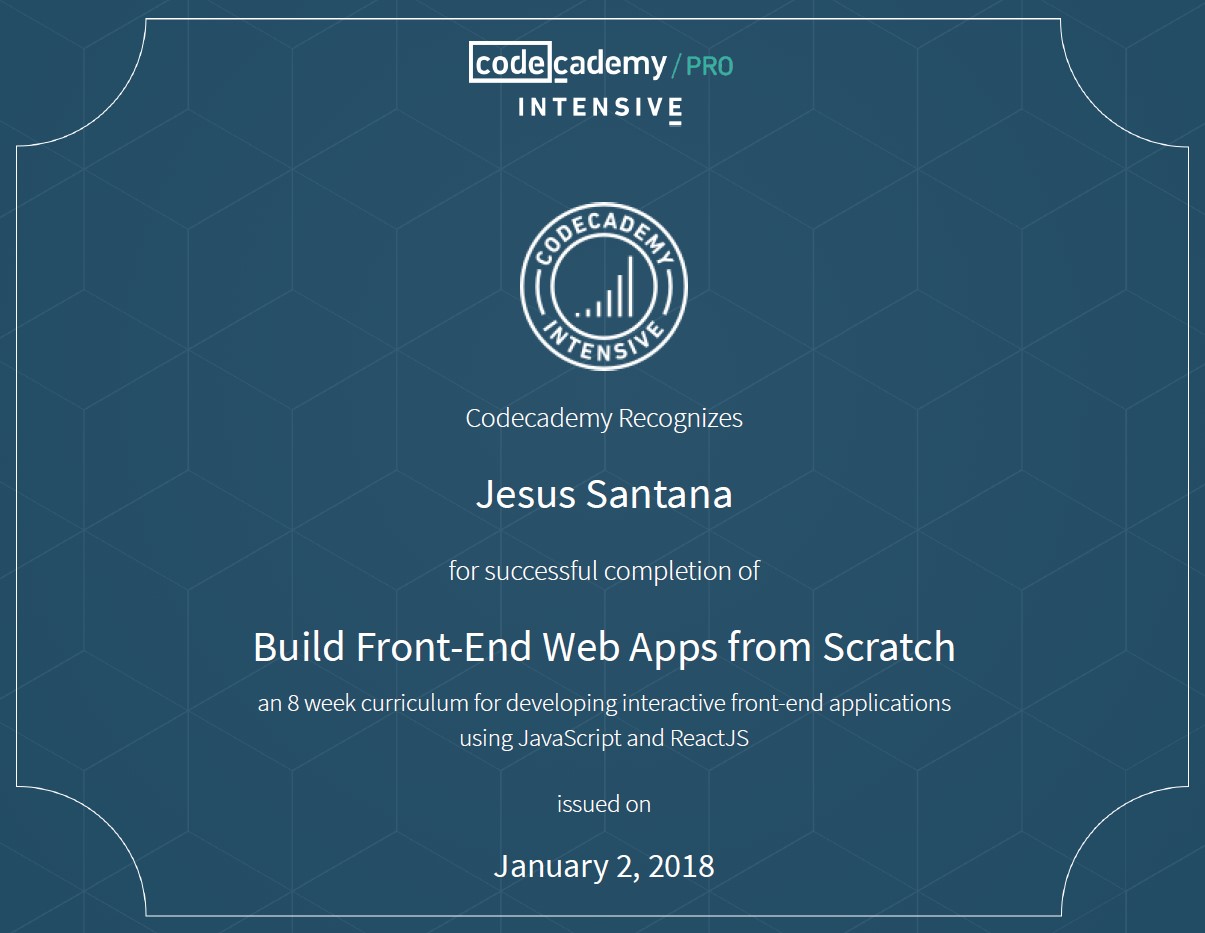 codecademy / PRO
INTENSIVE
CODECADEMY
INTENSIVE
Codecademy Recognizes
Jesus Santana
for successful completion of
Build Front-End Web Apps from Scratch
an 8 week curriculum for developing interactive front-end applications
using JavaScript and ReactJS
issued on
January 2, 2018